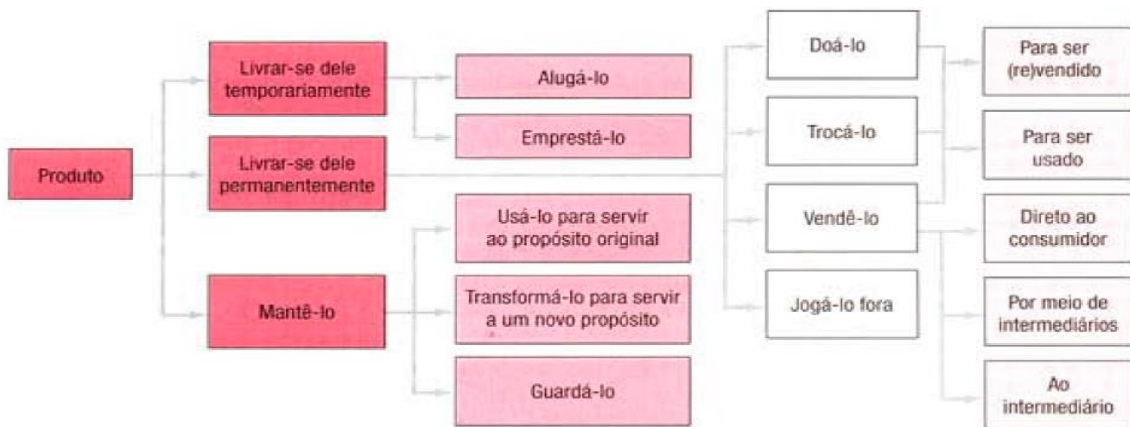 Produto
Livrar-se dele
temporariamente
Livrar-se dele
permanentemente
Mantê-lo
Alugá-lo
Emprestá-lo
Usá-lo para servir
ao propósito original
Transformá-lo para servir
a um novo propósito
Guardá-lo
Doá-lo
Trocá-lo
Vendê-lo
Jogá-lo fora
Para ser
(re)vendido
Para ser
usado
Direto ao
consumidor
Por meio de
intermediários
Ao
intermediário